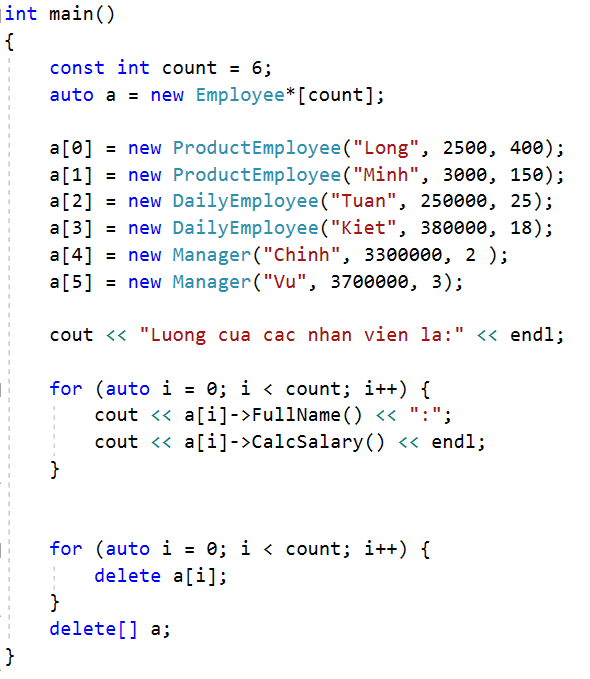 int main()
{
    const int count = 6;
    auto a = new Employee*[count];

    a[0] = new ProductEmployee("Long", 2500, 400);
    a[1] = new ProductEmployee("Minh", 3000, 150);
    a[2] = new DailyEmployee("Tuan", 250000, 25);
    a[3] = new DailyEmployee("Kiet", 380000, 18);
    a[4] = new Manager("Chinh", 3300000, 2 );
    a[5] = new Manager("Vu", 3700000, 3);

    cout << "Luong cua cac nhan vien la:" << endl;

    for (auto i = 0; i < count; i++) {
        cout << a[i]->FullName() << ":";
        cout << a[i]->CalcSalary() << endl;
    }


    for (auto i = 0; i < count; i++) {
        delete a[i];
    }
    delete[] a;
}